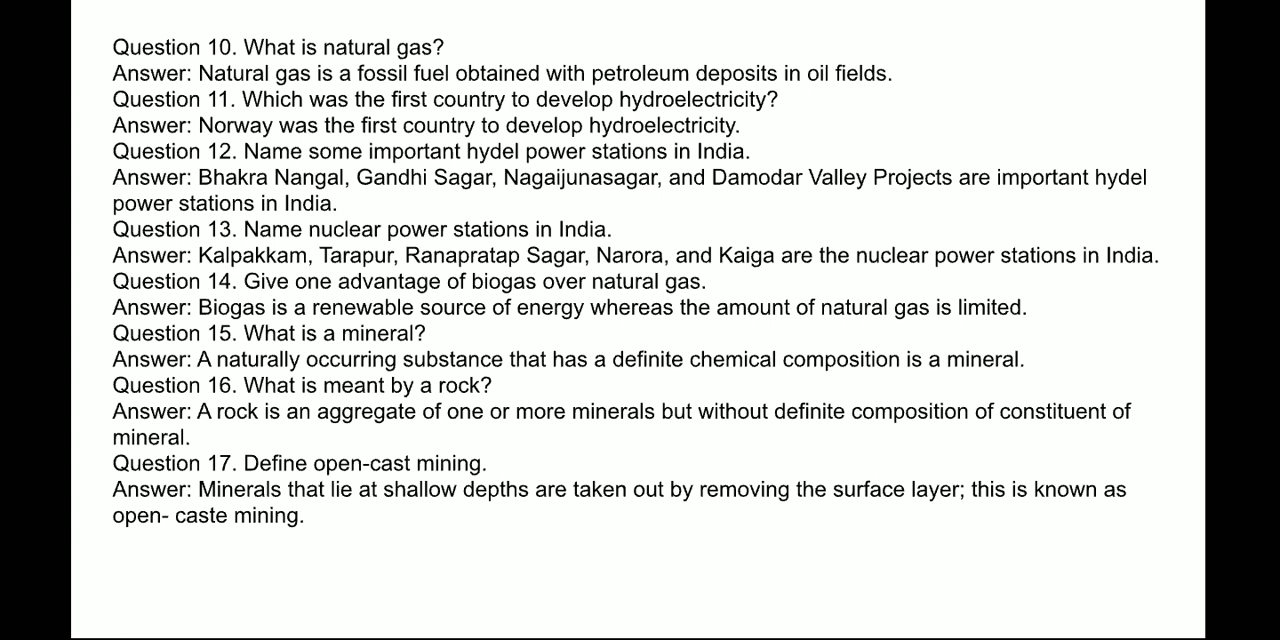 Question 10. What is natural gas?
Answer: Natural gas is a fossil fuel obtained with petroleum deposits in oil fields.
Question 11. Which was the first country to develop hydroelectricity?
Answer: Norway was the first country to develop hydroelectricity.
Question 12. Name some important hydel power stations in India.
Answer: Bhakra Nangal, Gandhi Sagar, Nagaijunasagar, and Damodar Valley Projects are important hydel
power stations in India.
Question 13. Name nuclear power stations in India.
Answer: Kalpakkam, Tarapur, Ranapratap Sagar, Narora, and Kaiga are the nuclear power stations in India.
Question 14. Give one advantage of biogas over natural gas.
Answer: Biogas is a renewable source of energy whereas the amount of natural gas is limited.
Question 15. What is a mineral?
Answer: A naturally occurring substance that has a definite chemical composition is a mineral.
Question 16. What is meant by a rock?
Answer: A rock is an aggregate of one or more minerals but without definite composition of constituent of
mineral.
Question 17. Define open-cast mining.
Answer: Minerals that lie at shallow depths are taken out by removing the surface layer; this is known as
open- caste mining.